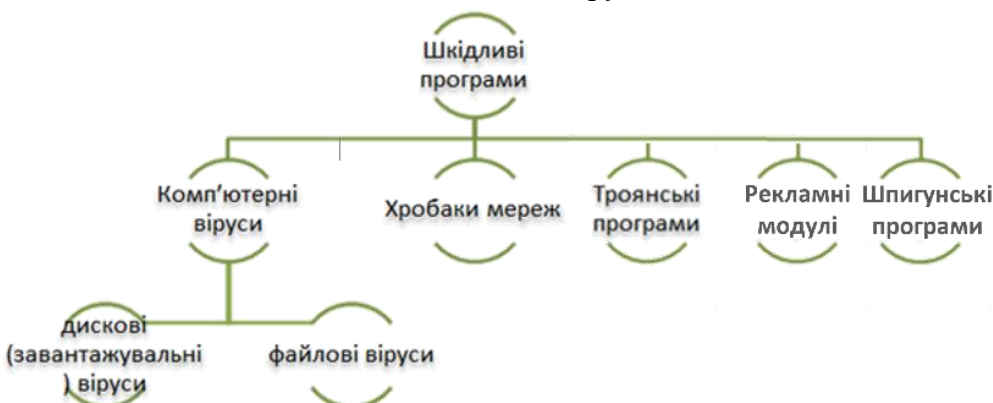 Шкідливі
програми
Комп'ютерні
віруси
Хробаки мереж
Троянські
програми
Рекламні
модулі
Шпигунські
програми
дискові
(завантажувальні
) віруси
файлові віруси